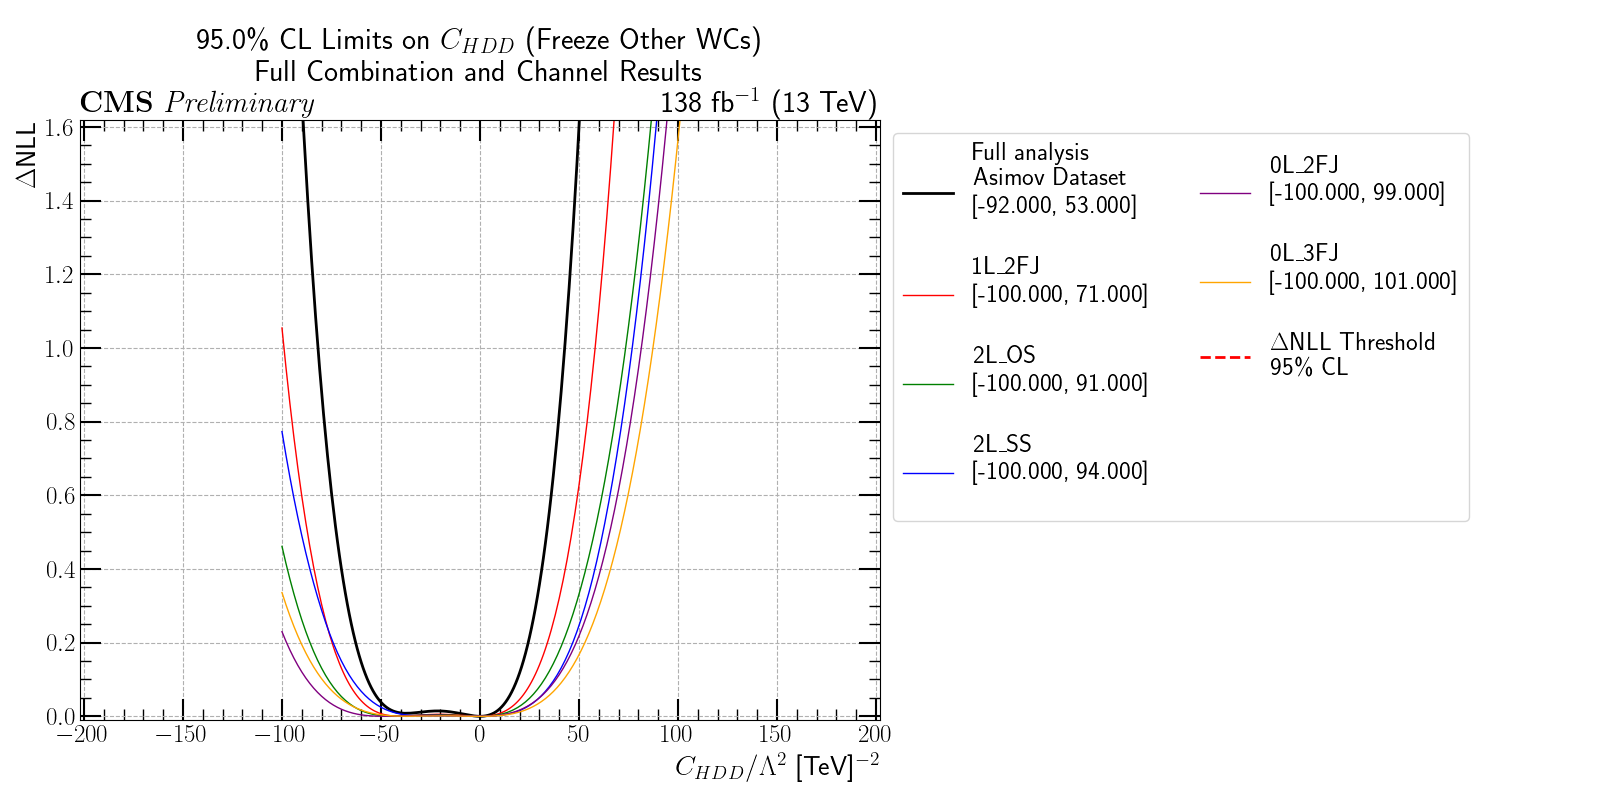 95.0% CL Limits on C_HDD (Freeze Other WCs)
Full Combination and Channel Results
CMS Preliminary
138 fb⁻¹ (13 TeV)
ΔNLL
1.6
1.4
1.2
1.0
0.8
0.6
0.4
0.2
0.0
−200 −150 −100 −50 0 50 100 150 200
C_HDD/Λ² [TeV]⁻²
Full analysis
Asimov Dataset
[-92.000, 53.000]
1L_2FJ
[-100.000, 71.000]
2L_OS
[-100.000, 91.000]
2L_SS
[-100.000, 94.000]
0L_2FJ
[-100.000, 99.000]
0L_3FJ
[-100.000, 101.000]
ΔNLL Threshold
95% CL